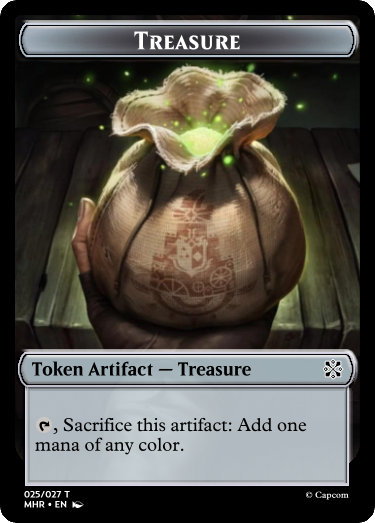 Treasure
Token Artifact — Treasure
, Sacrifice this artifact: Add one
mana of any color.
025/027 T
MHR • EN
© Capcom